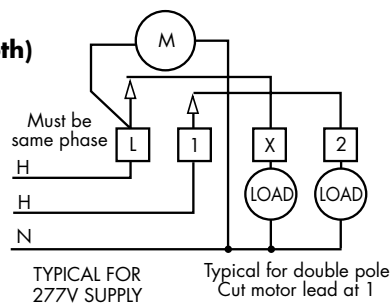 oth)
M
Must be
same phase
L
1
X
2
H
LOAD
LOAD
H
N
TYPICAL FOR
277V SUPPLY
Typical for double pole
Cut motor lead at 1